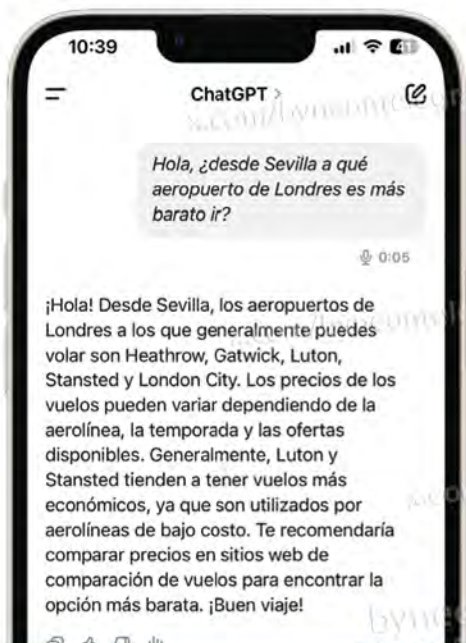 10:39
41
ChatGPT >
Hola, ¿desde Sevilla a qué
aeropuerto de Londres es más
barato ir?
0:05
¡Hola! Desde Sevilla, los aeropuertos de
Londres a los que generalmente puedes
volar son Heathrow, Gatwick, Luton,
Stansted y London City. Los precios de los
vuelos pueden variar dependiendo de la
aerolínea, la temporada y las ofertas
disponibles. Generalmente, Luton y
Stansted tienden a tener vuelos más
económicos, ya que son utilizados por
aerolíneas de bajo costo. Te recomendaría
comparar precios en sitios web de
comparación de vuelos para encontrar la
opción más barata. ¡Buen viaje!